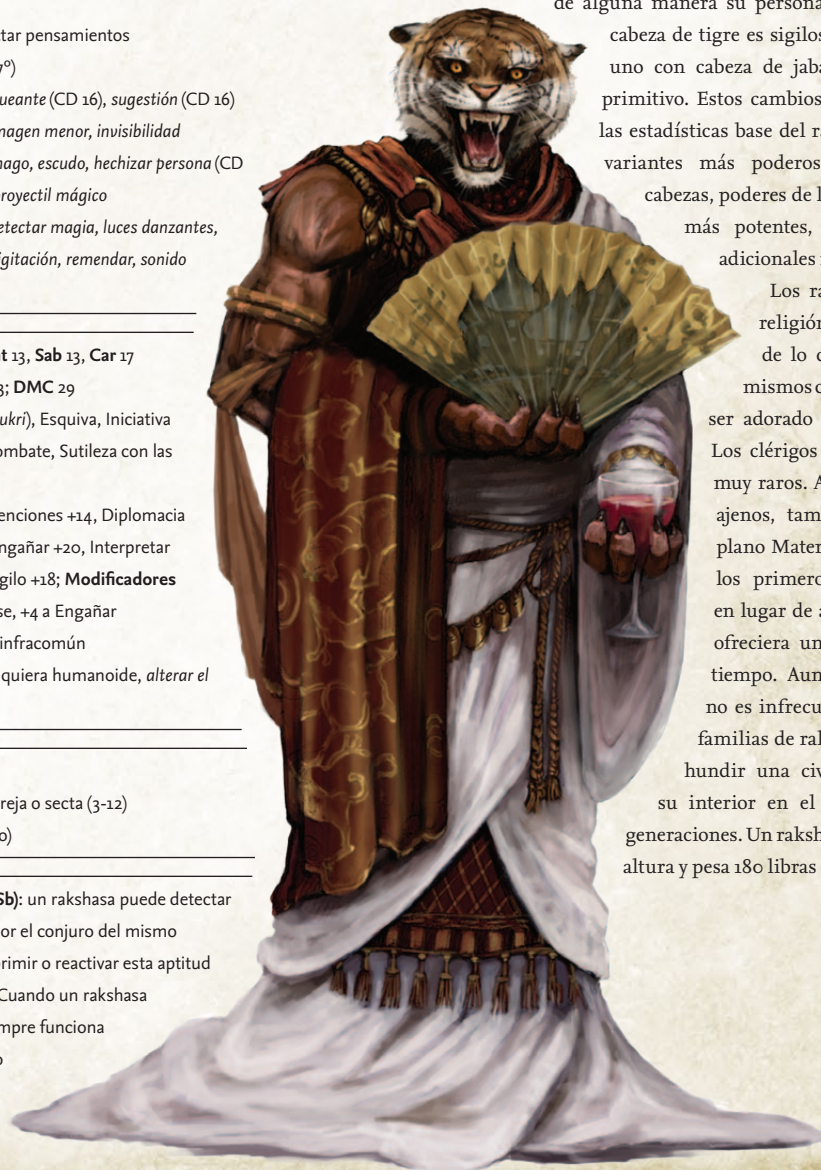 tar pensamientos
7º)
ueante (CD 16), sugestión (CD 16)
magen menor, invisibilidad
mago, escudo, hechizar persona (CD
proyectil mágico
detectar magia, luces danzantes,
igitación, remendar, sonido
nt 13, Sab 13, Car 17
3; DMC 29
ukri), Esquiva, Iniciativa
ombate, Sutileza con las
enciones +14, Diplomacia
ngañar +20, Interpretar
gilo +18; Modificadores
se, +4 a Engañar
infracomún
quiera humanoide, alterar el
reja o secta (3-12)
o)
Sb): un rakshasa puede detectar
or el conjuro del mismo
rimir o reactivar esta aptitud
Cuando un rakshasa
mpre funciona
o
de alguna manera su persona
cabeza de tigre es sigilos
uno con cabeza de jaba
primitivo. Estos cambios
las estadísticas base del r
variantes más poderos
cabezas, poderes de l
más potentes,
adicionales
Los ra
religión
de lo c
mismos
ser adorado
Los clérigos
muy raros. A
ajenos, tam
plano Mater
los primero
en lugar de a
ofreciera un
tiempo. Aun
no es infrecu
familias de rak
hundir una civ
su interior en el
generaciones. Un raksh
altura y pesa 180 libras